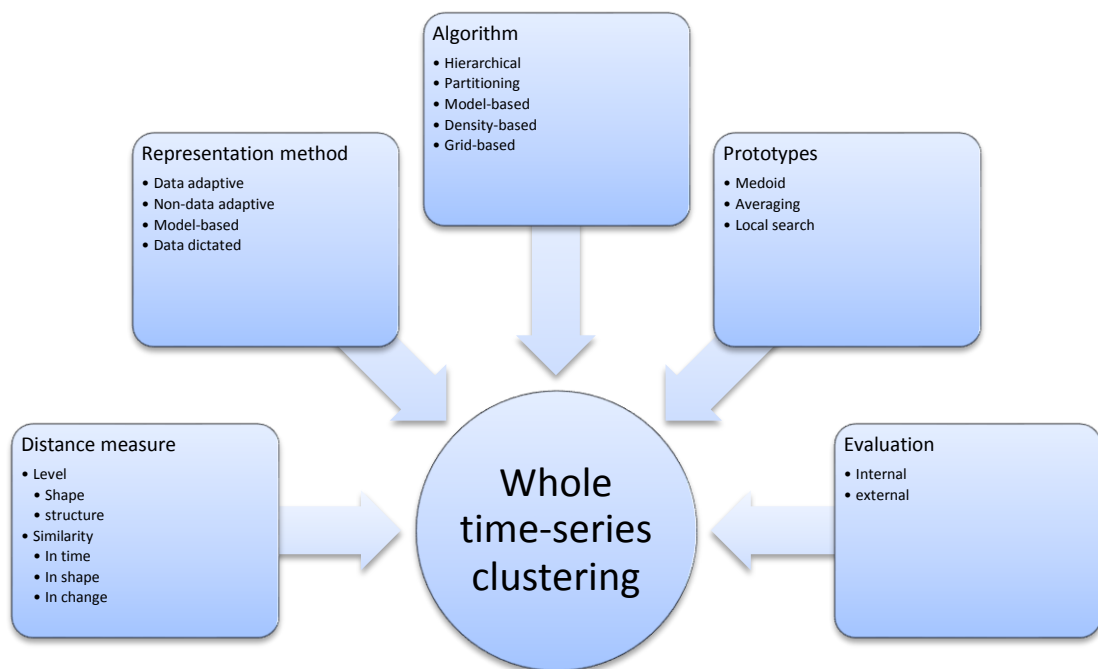 Algorithm
• Hierarchical
• Partitioning
• Model-based
• Density-based
• Grid-based
Representation method
• Data adaptive
• Non-data adaptive
• Model-based
• Data dictated
Prototypes
• Medoid
• Averaging
• Local search
Distance measure
• Level
• Shape
• structure
• Similarity
• In time
• In shape
• In change
Whole
time-series
clustering
Evaluation
• Internal
• external